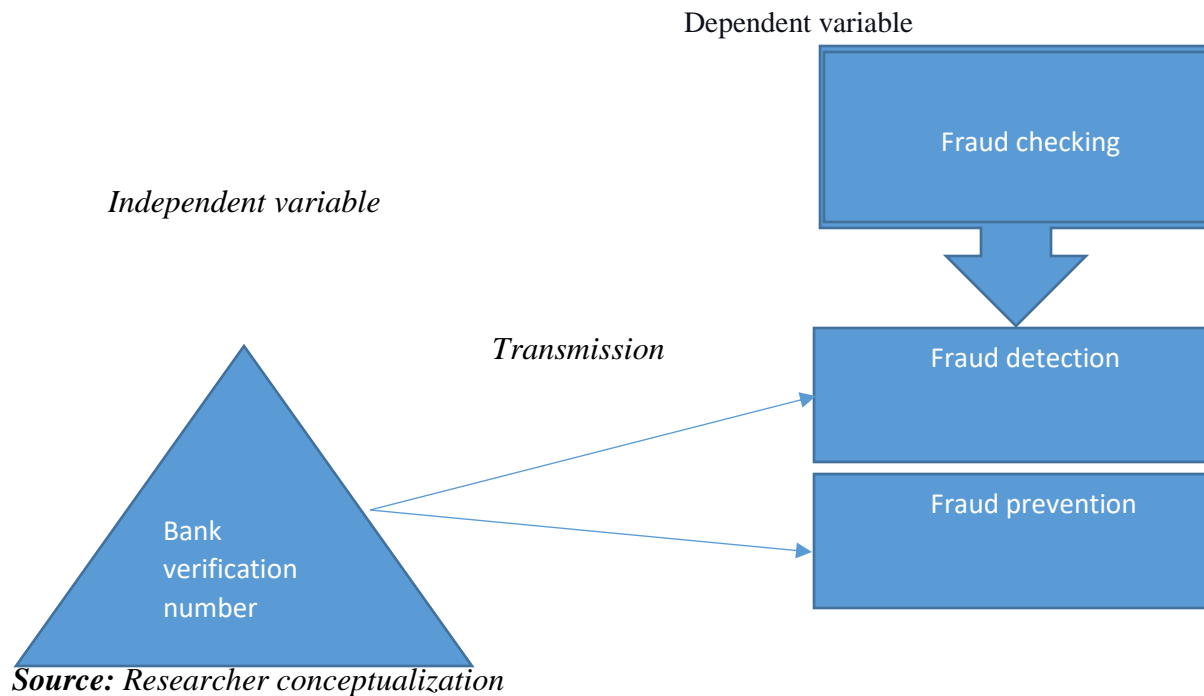 Dependent variable
Fraud checking
Independent variable
Transmission
Fraud detection
Fraud prevention
Bank
verification
number
Source: Researcher conceptualization